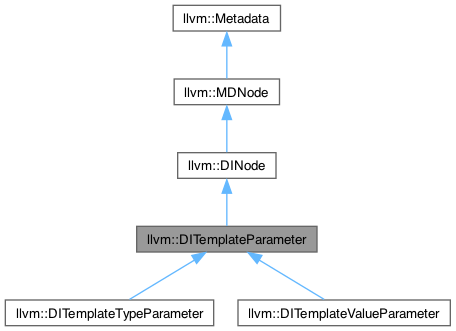 llvm::Metadata
llvm::MDNode
llvm::DINode
llvm::DITemplateParameter
llvm::DITemplateTypeParameter
llvm::DITemplateValueParameter